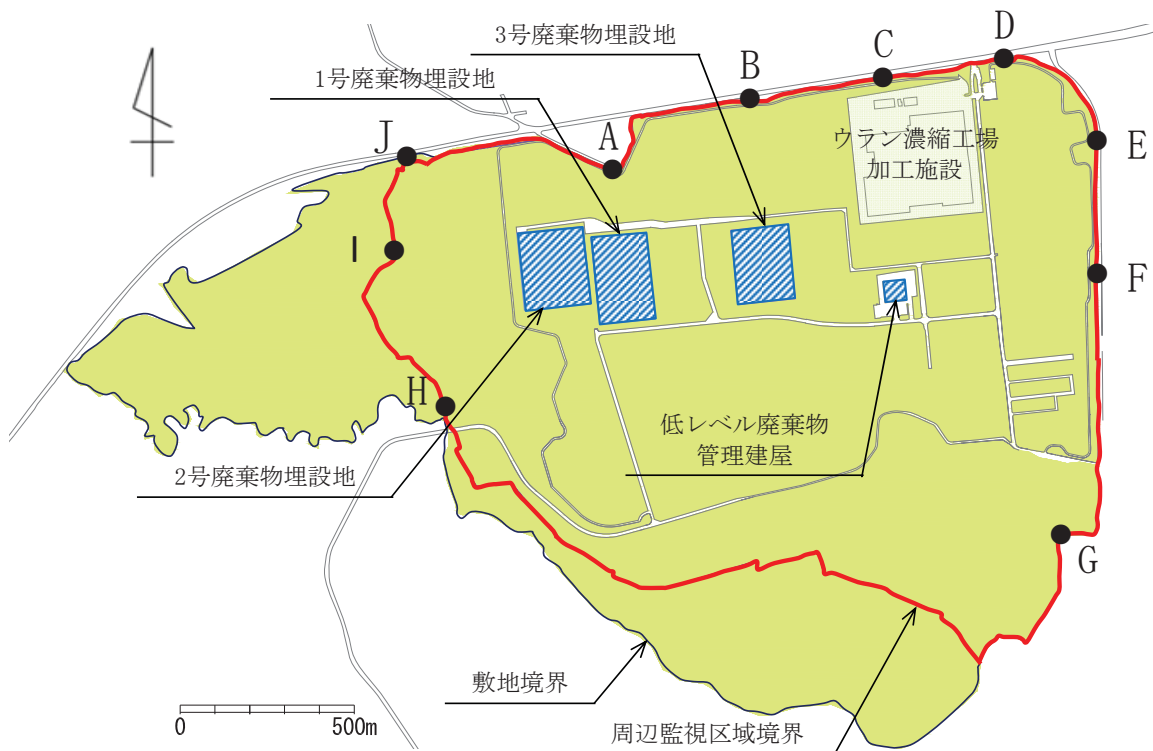 3号廃棄物埋設地
1号廃棄物埋設地
D
C
B
A
J
E
ウラン濃縮工場
加工施設
I
F
H
低レベル廃棄物
管理建屋
2号廃棄物埋設地
G
敷地境界
周辺監視区域境界
0 500m